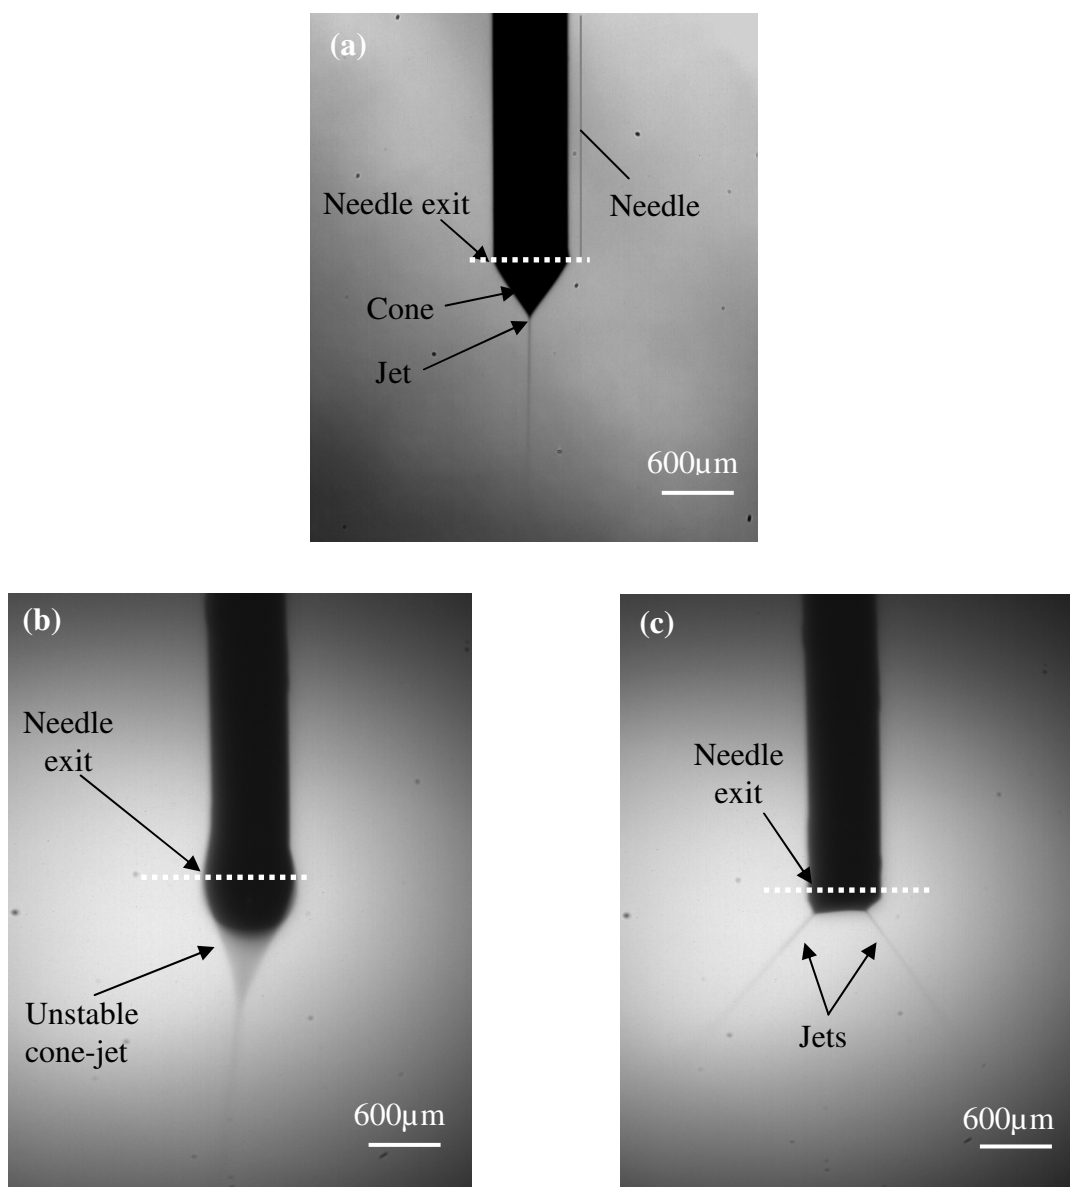 (a)
Needle exit
Needle
Cone
Jet
600µm
(b)
Needle
exit
Unstable
cone-jet
600µm
(c)
Needle
exit
Jets
600µm